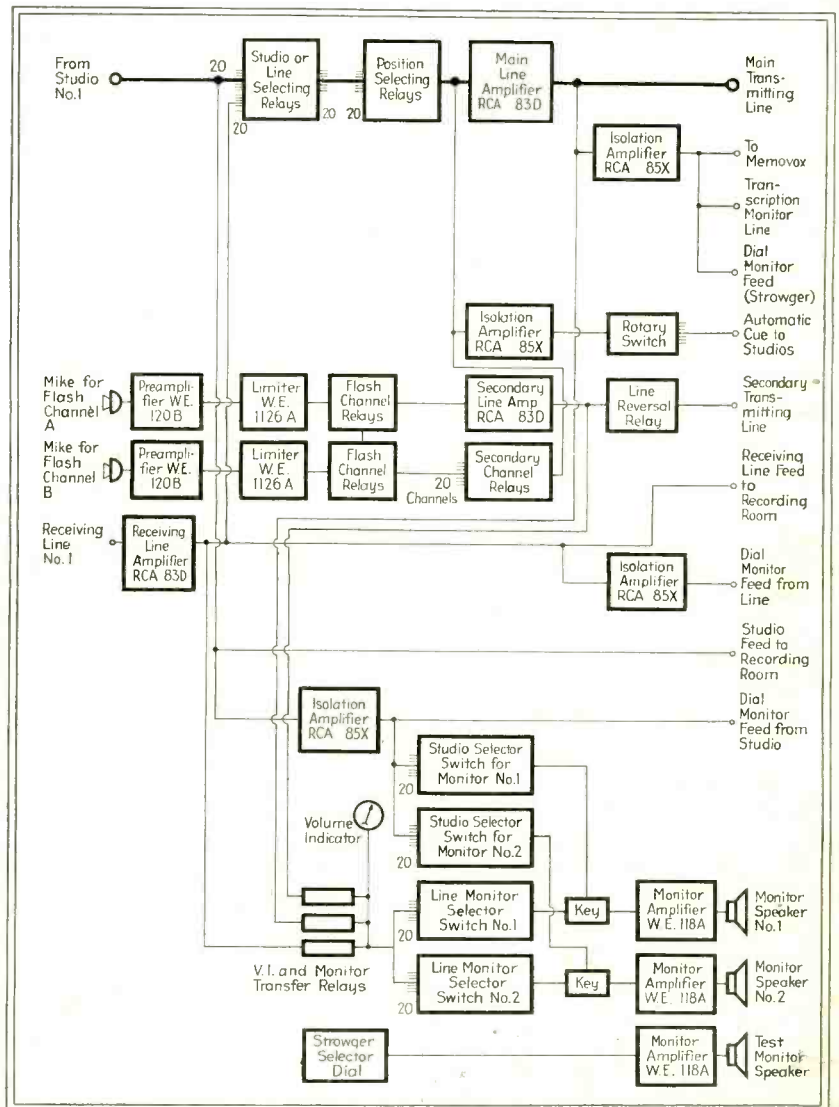 From
Studio
No.1
20
20
Studio or
Line
Selecting
Relays
20
20
Position
Selecting
Relays
Main
Line
Amplifier
RCA 83D
Main
Trans-
mitting
Line
Isolation
Amplifier
RCA 85X
To
Memovox
Tran-
scription
Monitor
Line
Dial
Monitor
Feed
(Strowger)
Isolation
Amplifier
RCA 85X
Rotary
Switch
Automatic
Cue to
Studios
Mike for
Flash
Channel
A
Preampli-
fier W.E.
120B
Limiter
W.E.
1126A
Flash
Channel
Relays
Secondary
Line Amp
RCA 83D
Line
Reversal
Relay
Secondary
Trans-
mitting
Line
Mike for
Flash
Channel
B
Preampli-
fier W.E.
120B
Limiter
W.E.
1126A
Flash
Channel
Relays
20
Channels
Secondary
Channel
Relays
Receiving
Line Feed
to
Recording
Room
Receiving
Line
No.1
Receiving
Line
Amplifier
RCA 83D
Isolation
Amplifier
RCA 85X
Dial
Monitor
Feed from
Line
Studio
Feed to
Recording
Room
Isolation
Amplifier
RCA 85X
Dial
Monitor
Feed from
Studio
20
Studio Selector
Switch for
Monitor No.1
Volume
Indicator
20
Studio Selector
Switch for
Monitor No.2
20
Line Monitor
Selector
Switch No.1
Key
Monitor
Amplifier
W.E. 118A
Monitor
Speaker
No.1
V.I. and Monitor
Transfer Relays
20
Line Monitor
Selector
Switch No.2
Key
Monitor
Amplifier
W.E. 118A
Monitor
Speaker
No.2
Strowger
Selector
Dial
Monitor
Amplifier
W.E. 118A
Test
Monitor
Speaker